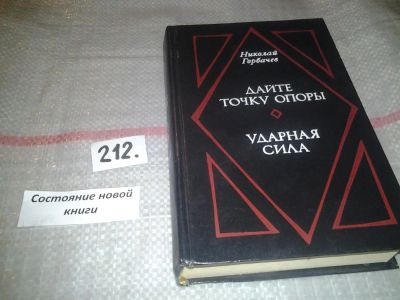 Николай
Горбачев
ДАЙТЕ
ТОЧКУ ОПОРЫ
УДАРНАЯ
СИЛА
212.
Состояние новой
книги